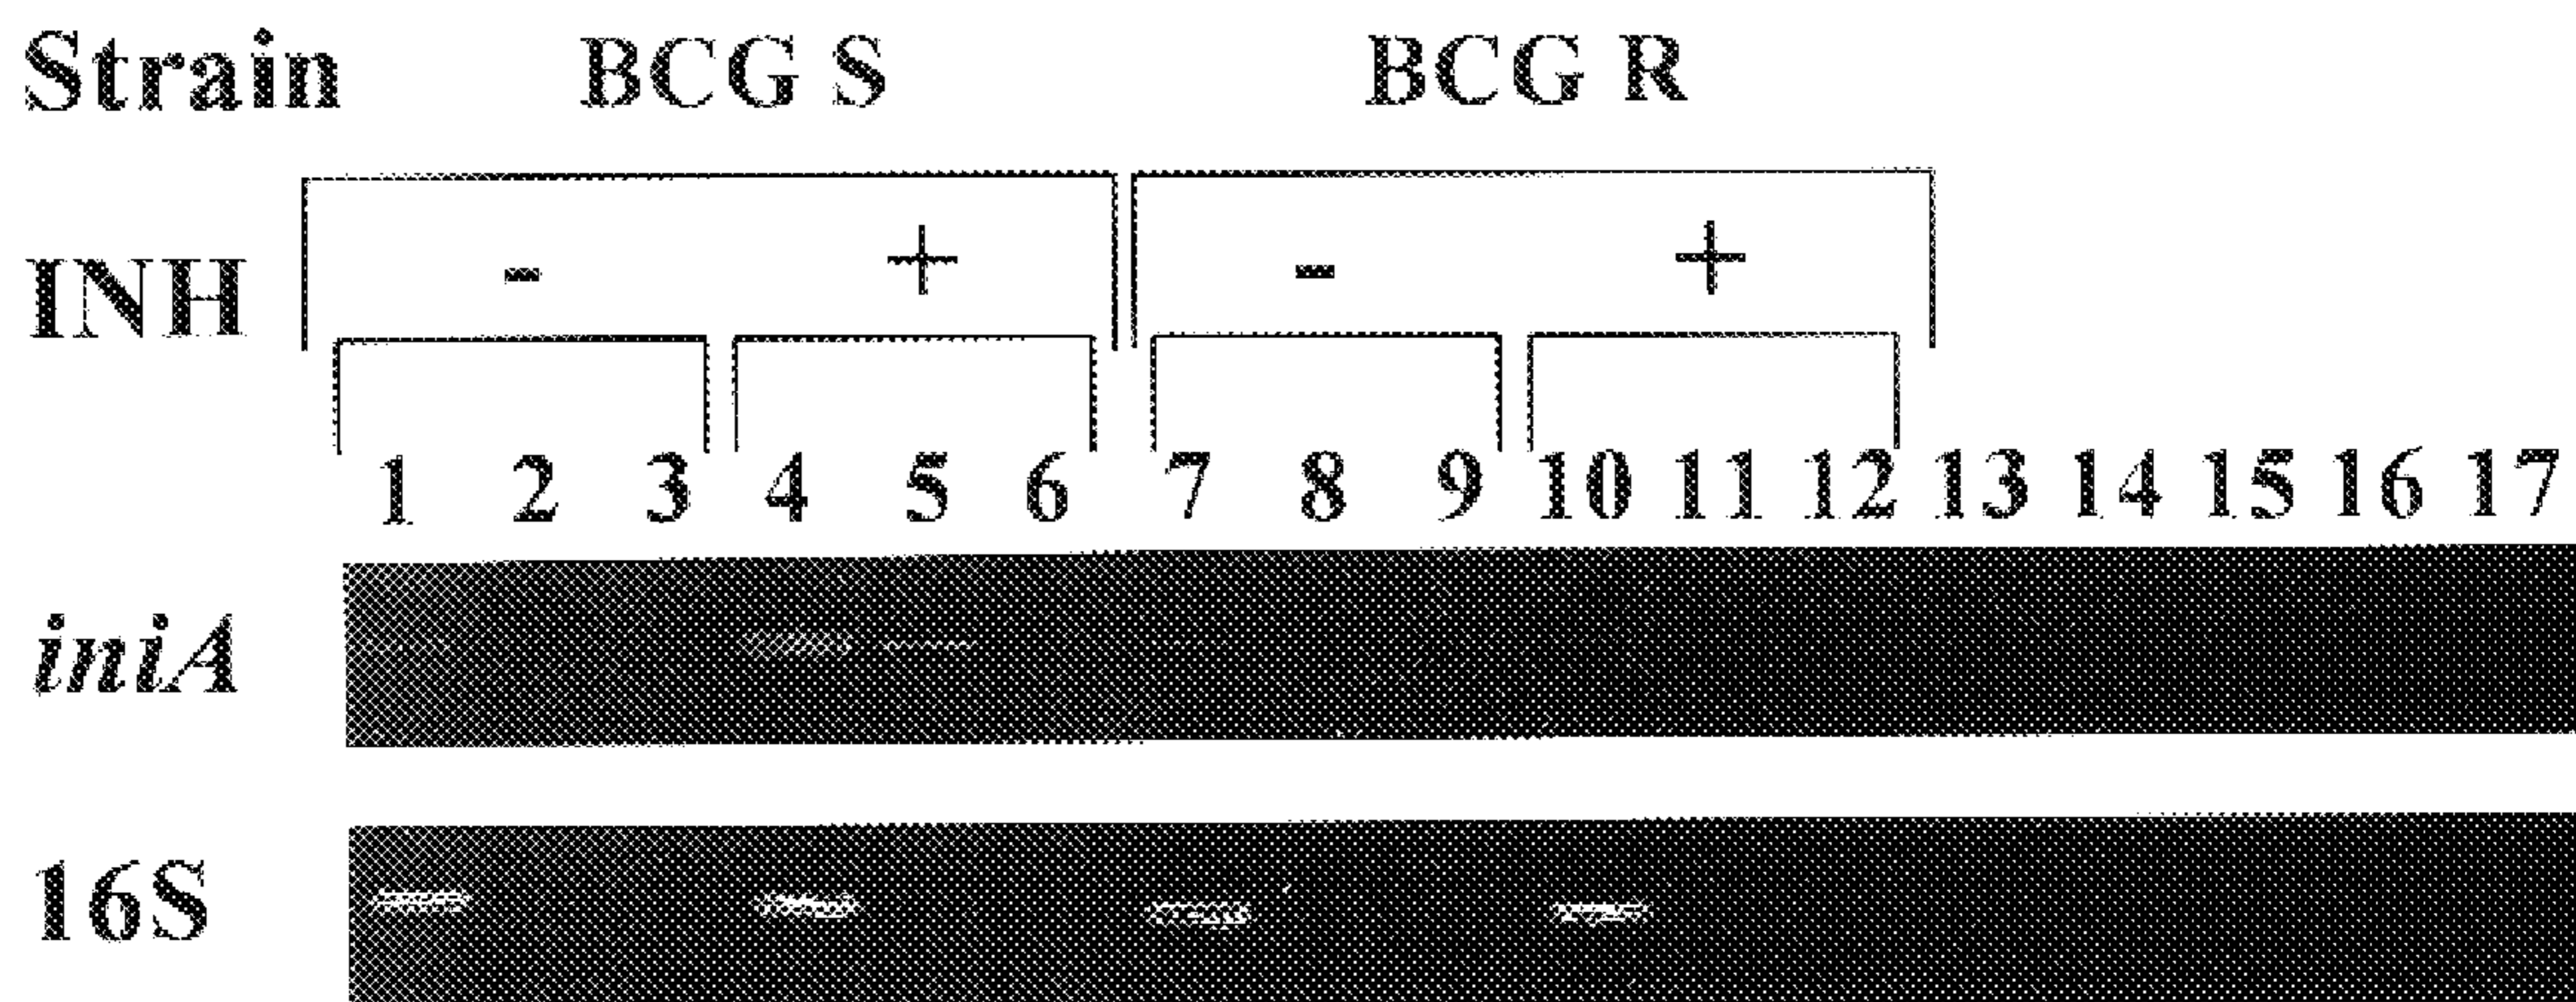 Strain BCG S BCG R
INH - + - +
1 2 3 4 5 6 7 8 9 10 11 12 13 14 15 16 17
iniA
16S